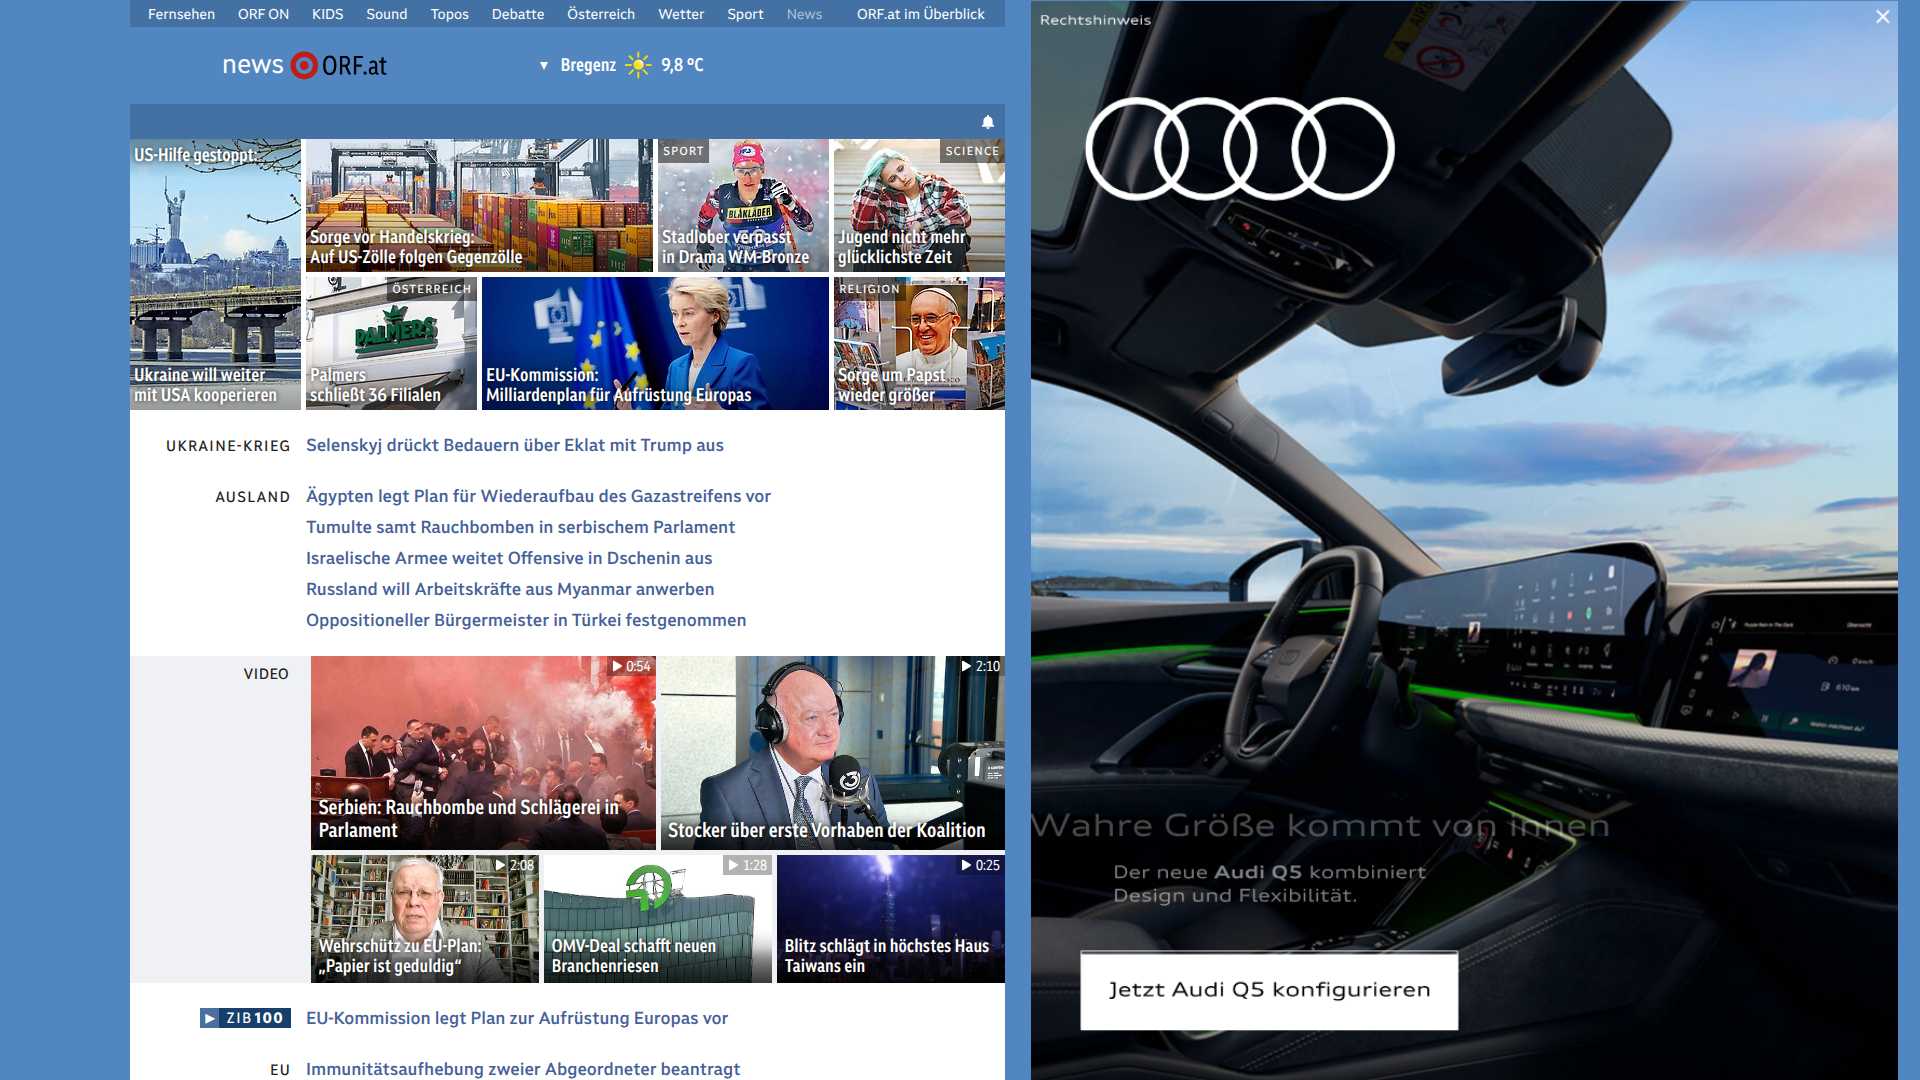 Fernsehen ORF ON KIDS Sound Topos Debatte Österreich Wetter Sport News ORF.at im Überblick
news ORF.at
Bregenz 9,8 °C
US-Hilfe gestoppt:
Ukraine will weiter
mit USA kooperieren
Sorge vor Handelskrieg:
Auf US-Zölle folgen Gegenzölle
SPORT
BLÅKLÄDER
Stadlober verpasst
in Drama WM-Bronze
SCIENCE
Jugend nicht mehr
glücklichste Zeit
ÖSTERREICH
PALMERS
Palmers
schließt 36 Filialen
EU-Kommission:
Milliardenplan für Aufrüstung Europas
RELIGION
Sorge um Papst
wieder größer
UKRAINE-KRIEG
Selenskyj drückt Bedauern über Eklat mit Trump aus
AUSLAND
Ägypten legt Plan für Wiederaufbau des Gazastreifens vor
Tumulte samt Rauchbomben in serbischem Parlament
Israelische Armee weitet Offensive in Dschenin aus
Russland will Arbeitskräfte aus Myanmar anwerben
Oppositioneller Bürgermeister in Türkei festgenommen
VIDEO
0:54
Serbien: Rauchbombe und Schlägerei in
Parlament
2:10
Stocker über erste Vorhaben der Koalition
2:08
Wehrschütz zu EU-Plan:
„Papier ist geduldig“
1:28
OMV-Deal schafft neuen
Branchenriesen
0:25
Blitz schlägt in höchstes Haus
Taiwans ein
ZIB100
EU-Kommission legt Plan zur Aufrüstung Europas vor
EU
Immunitätsaufhebung zweier Abgeordneter beantragt
Rechtshinweis
Wahre Größe kommt von innen
Der neue Audi Q5 kombiniert
Design und Flexibilität.
Jetzt Audi Q5 konfigurieren